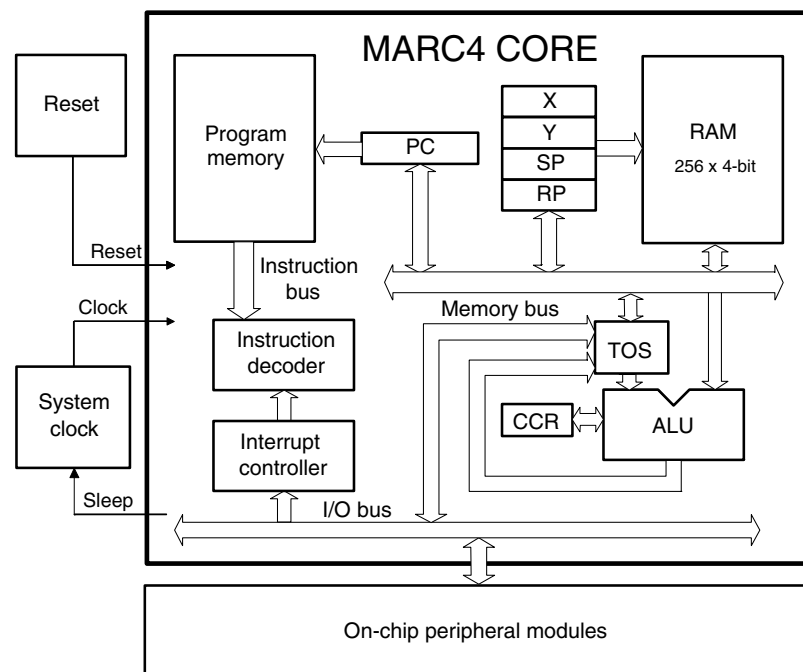 MARC4 CORE
Reset
Program
memory
PC
X
Y
SP
RP
RAM
256 x 4-bit
Reset
Instruction
bus
Clock
Memory bus
Instruction
decoder
TOS
System
clock
CCR
ALU
Interrupt
controller
Sleep
I/O bus
On-chip peripheral modules